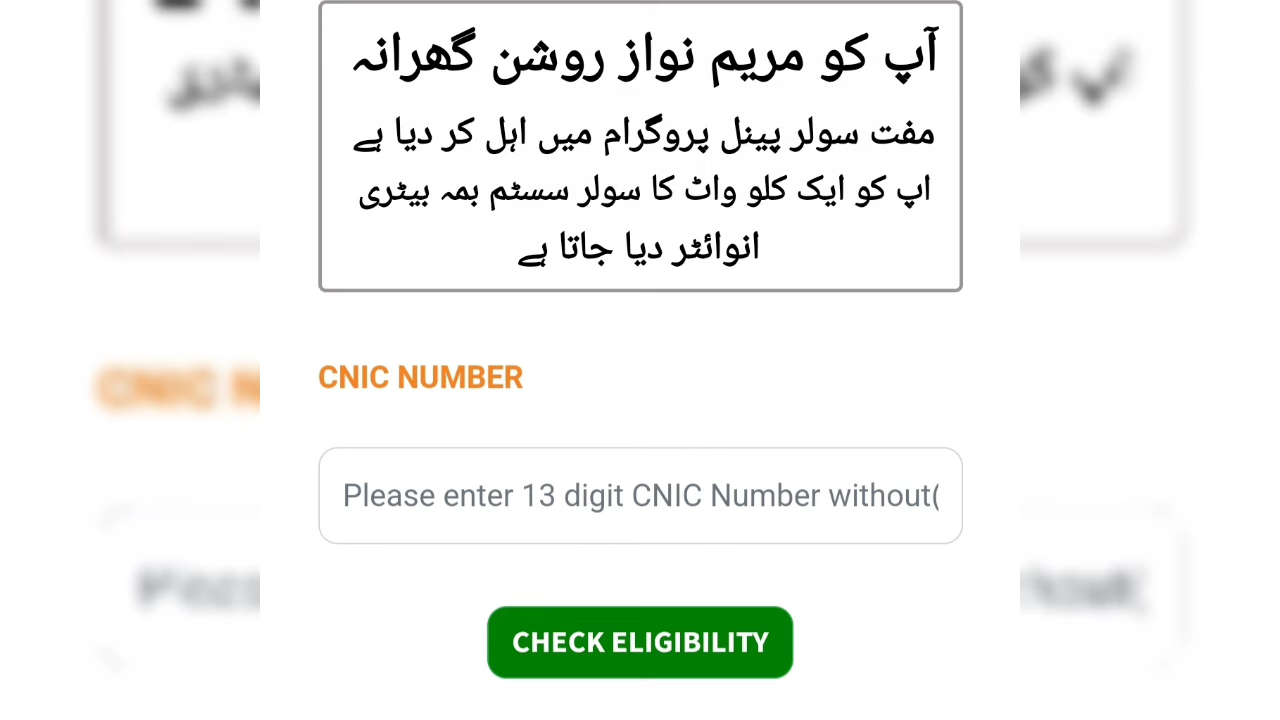 آپ کو مریم نواز روشن گھرانہ
مفت سولر پینل پروگرام میں اہل کر دیا ہے
اپ کو ایک کلو واٹ کا سولر سسٹم بمہ بیٹری
انوائٹر دیا جاتا ہے
CNIC NUMBER
Please enter 13 digit CNIC Number without(
CHECK ELIGIBILITY